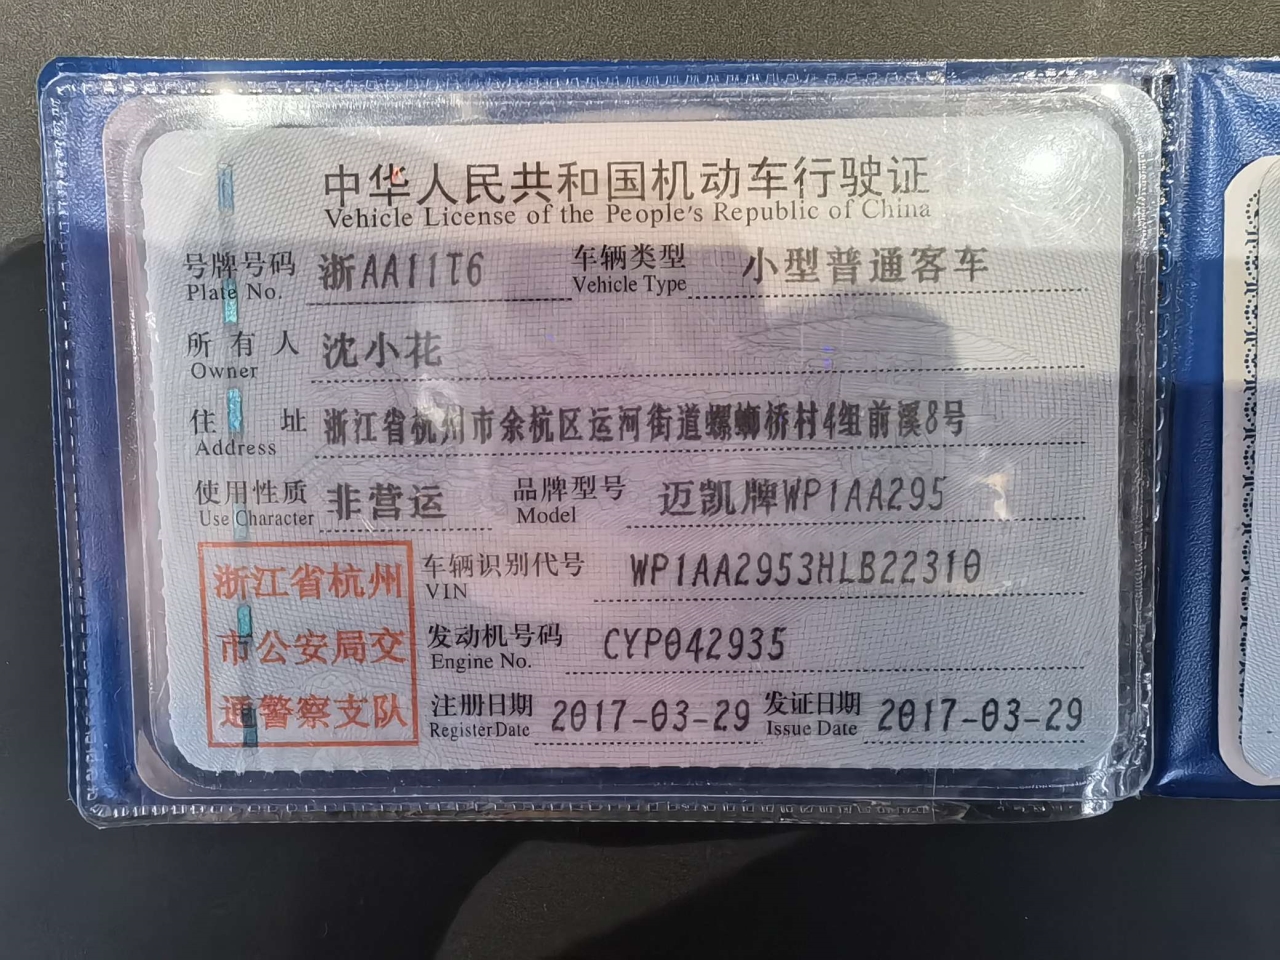 中华人民共和国机动车行驶证
Vehicle License of the People's Republic of China
号牌号码 浙AA11T6 车辆类型 小型普通客车
Plate No. Vehicle Type
所有人 沈小花
Owner
住址 浙江省杭州市余杭区运河街道螺蛳桥村4组前溪8号
Address
使用性质 非营运 品牌型号 迈凯牌WP1AA295
Use Character Model
车辆识别代号 WP1AA2953HLB22310
VIN
发动机号码 CYP042935
Engine No.
注册日期 2017-03-29 发证日期 2017-03-29
Register Date Issue Date
浙江省杭州
市公安局交
通警察支队